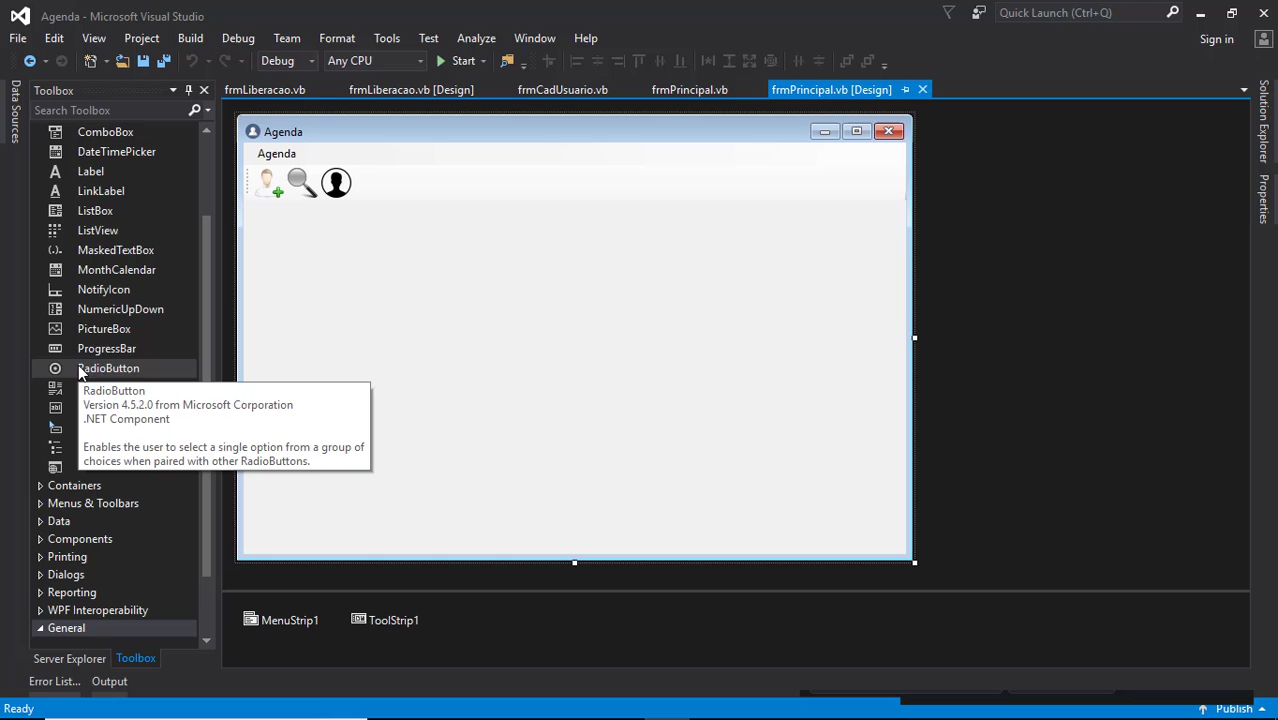 Agenda - Microsoft Visual Studio
Quick Launch (Ctrl+Q)
File Edit View Project Build Debug Team Format Tools Test Analyze Window Help
Sign in
Debug Any CPU Start
Data Sources
Toolbox
frmLiberacao.vb frmLiberacao.vb [Design] frmCadUsuario.vb frmPrincipal.vb frmPrincipal.vb [Design]
Solution Explorer
Properties
Search Toolbox
ComboBox
DateTimePicker
Label
LinkLabel
ListBox
ListView
MaskedTextBox
MonthCalendar
NotifyIcon
NumericUpDown
PictureBox
ProgressBar
RadioButton
RadioButton
Version 4.5.2.0 from Microsoft Corporation
.NET Component
Enables the user to select a single option from a group of
choices when paired with other RadioButtons.
Containers
Menus & Toolbars
Data
Components
Printing
Dialogs
Reporting
WPF Interoperability
General
Agenda
Agenda
MenuStrip1 ToolStrip1
Server Explorer Toolbox
Error List... Output
Ready
Publish